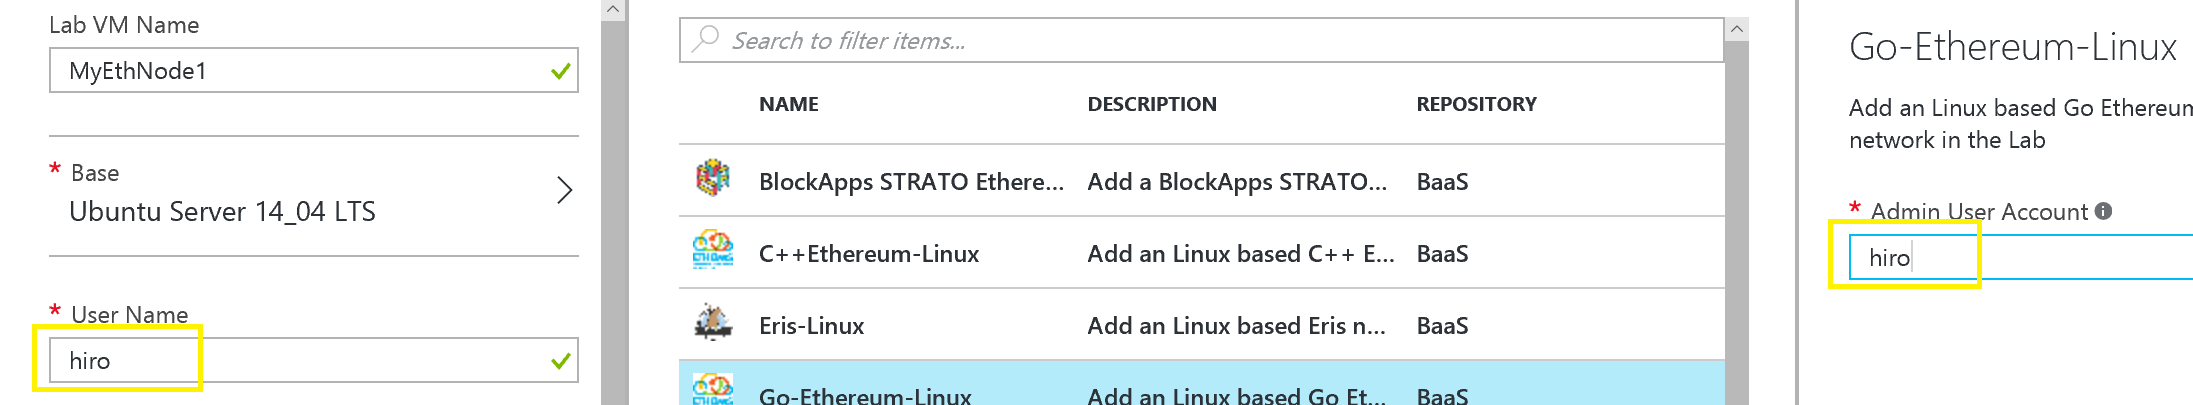 Lab VM Name
MyEthNode1
* Base
Ubuntu Server 14_04 LTS
* User Name
hiro
Search to filter items...
NAME DESCRIPTION REPOSITORY
BlockApps STRATO Ethere... Add a BlockApps STRATO... BaaS
C++Ethereum-Linux Add an Linux based C++ E... BaaS
Eris-Linux Add an Linux based Eris n... BaaS
Go-Ethereum-Linux Add an Linux based Go Et... BaaS
Go-Ethereum-Linux
Add an Linux based Go Ethereum
network in the Lab
* Admin User Account
hiro